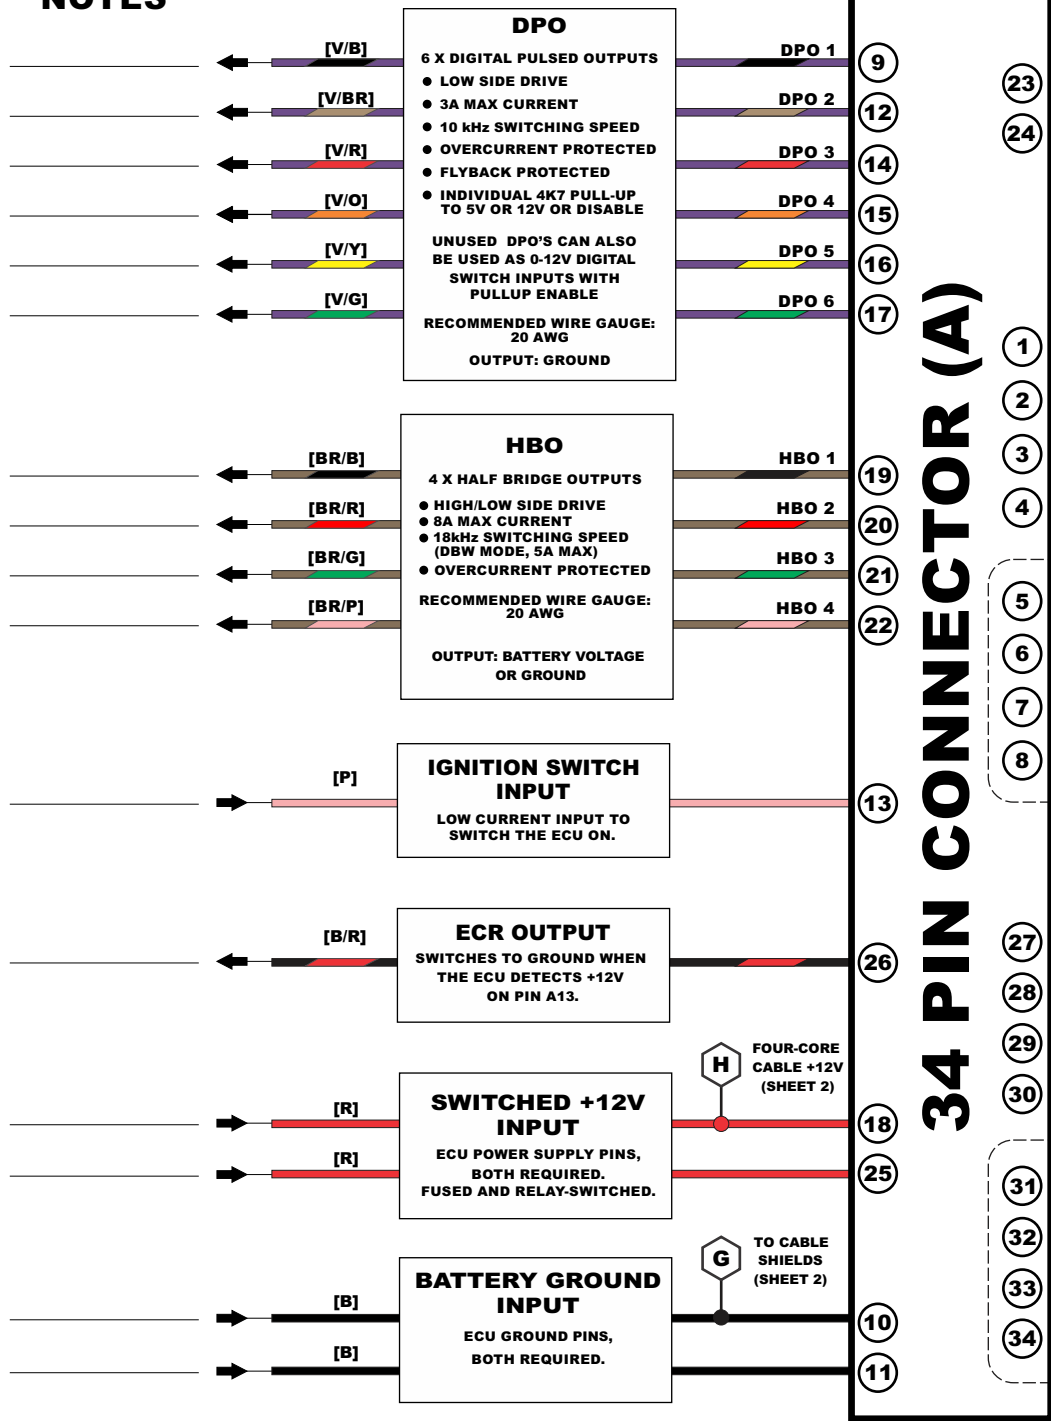 NOTES
DPO
6 X DIGITAL PULSED OUTPUTS
● LOW SIDE DRIVE
● 3A MAX CURRENT
● 10 kHz SWITCHING SPEED
● OVERCURRENT PROTECTED
● FLYBACK PROTECTED
● INDIVIDUAL 4K7 PULL-UP
TO 5V OR 12V OR DISABLE
UNUSED DPO'S CAN ALSO
BE USED AS 0-12V DIGITAL
SWITCH INPUTS WITH
PULLUP ENABLE
RECOMMENDED WIRE GAUGE:
20 AWG
OUTPUT: GROUND
[V/B]
DPO 1
9
[V/BR]
DPO 2
12
[V/R]
DPO 3
14
[V/O]
DPO 4
15
[V/Y]
DPO 5
16
[V/G]
DPO 6
17
HBO
4 X HALF BRIDGE OUTPUTS
● HIGH/LOW SIDE DRIVE
● 8A MAX CURRENT
● 18kHz SWITCHING SPEED
(DBW MODE, 5A MAX)
● OVERCURRENT PROTECTED
RECOMMENDED WIRE GAUGE:
20 AWG
OUTPUT: BATTERY VOLTAGE
OR GROUND
[BR/B]
HBO 1
19
[BR/R]
HBO 2
20
[BR/G]
HBO 3
21
[BR/P]
HBO 4
22
[P]
IGNITION SWITCH
INPUT
LOW CURRENT INPUT TO
SWITCH THE ECU ON.
13
[B/R]
ECR OUTPUT
SWITCHES TO GROUND WHEN
THE ECU DETECTS +12V
ON PIN A13.
26
H
FOUR-CORE
CABLE +12V
(SHEET 2)
[R]
[R]
SWITCHED +12V
INPUT
ECU POWER SUPPLY PINS,
BOTH REQUIRED.
FUSED AND RELAY-SWITCHED.
18
25
G
TO CABLE
SHIELDS
(SHEET 2)
[B]
[B]
BATTERY GROUND
INPUT
ECU GROUND PINS,
BOTH REQUIRED.
10
11
34 PIN CONNECTOR (A)
23
24
1
2
3
4
5
6
7
8
27
28
29
30
31
32
33
34